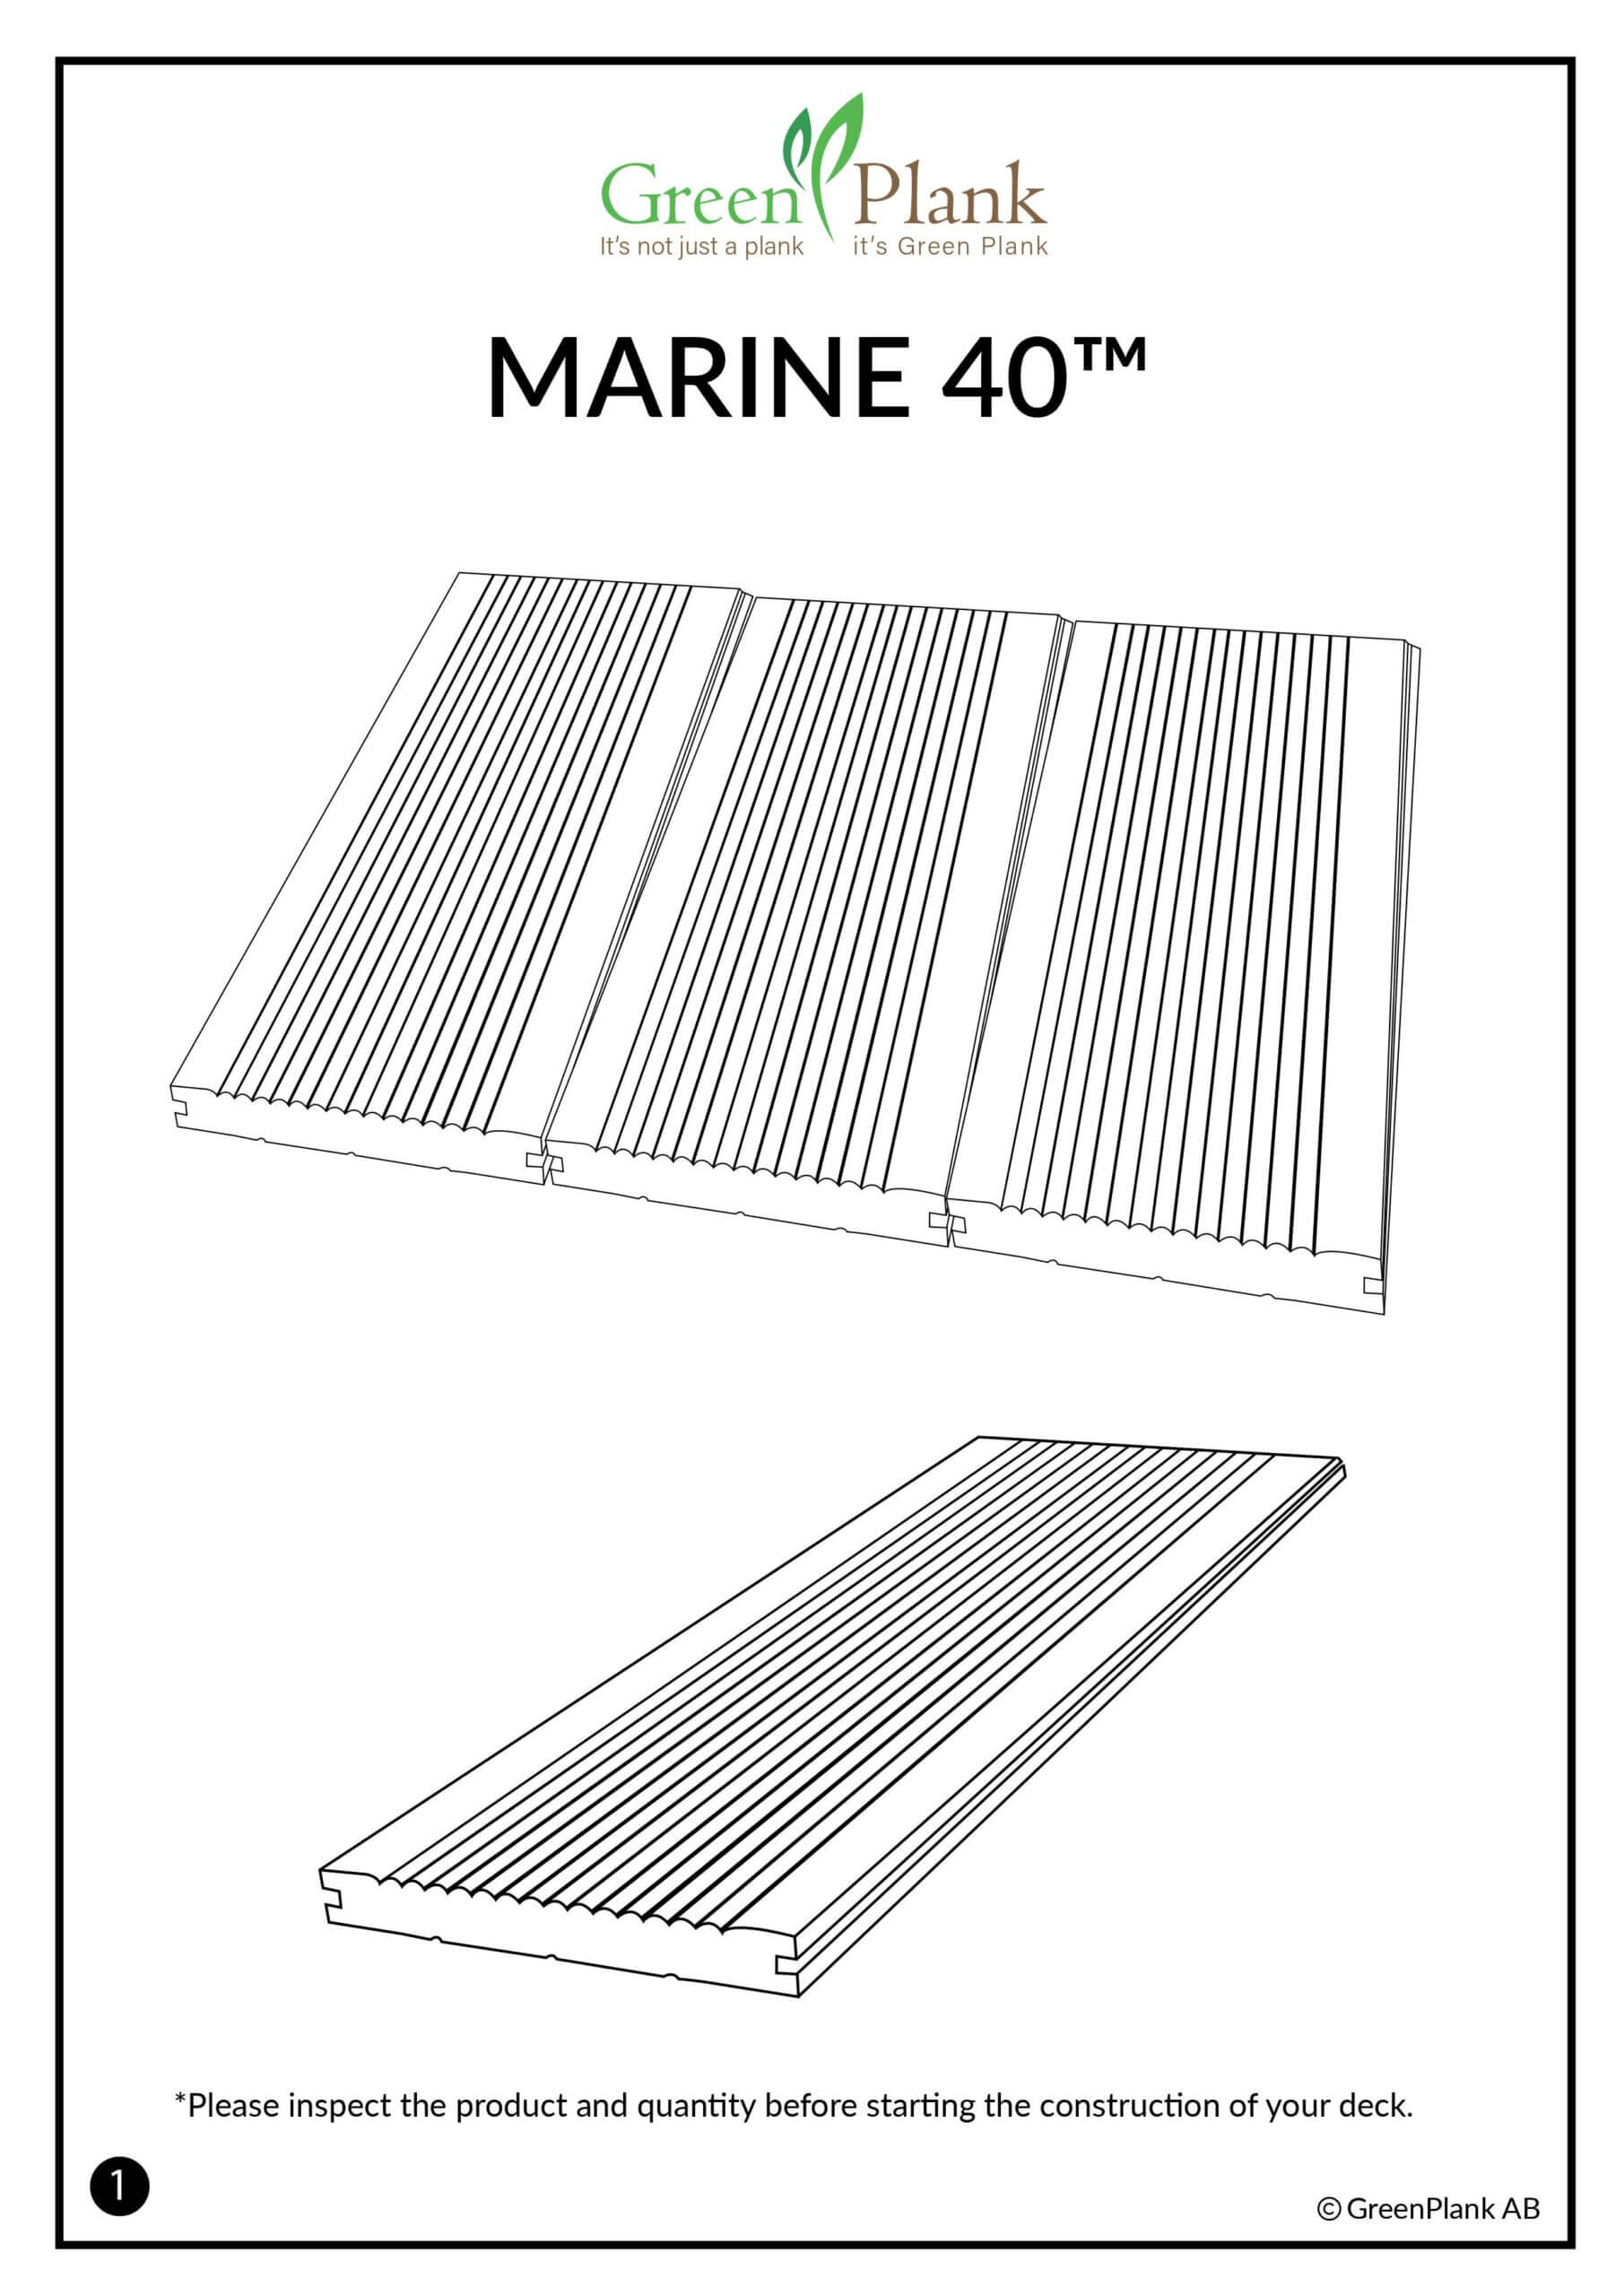 Green Plank
It's not just a plank it's Green Plank
MARINE 40™
*Please inspect the product and quantity before starting the construction of your deck.
1
© GreenPlank AB